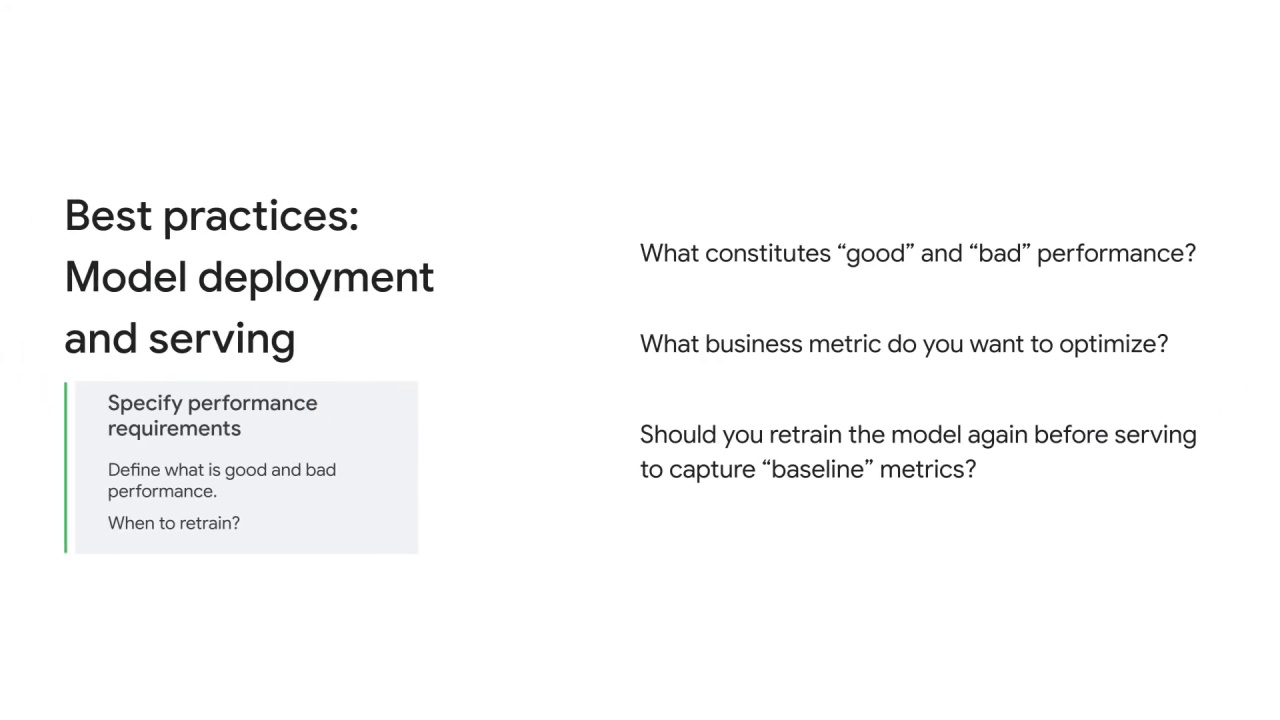 Best practices:
Model deployment
and serving
Specify performance
requirements
Define what is good and bad
performance.
When to retrain?
What constitutes “good” and “bad” performance?
What business metric do you want to optimize?
Should you retrain the model again before serving
to capture “baseline” metrics?